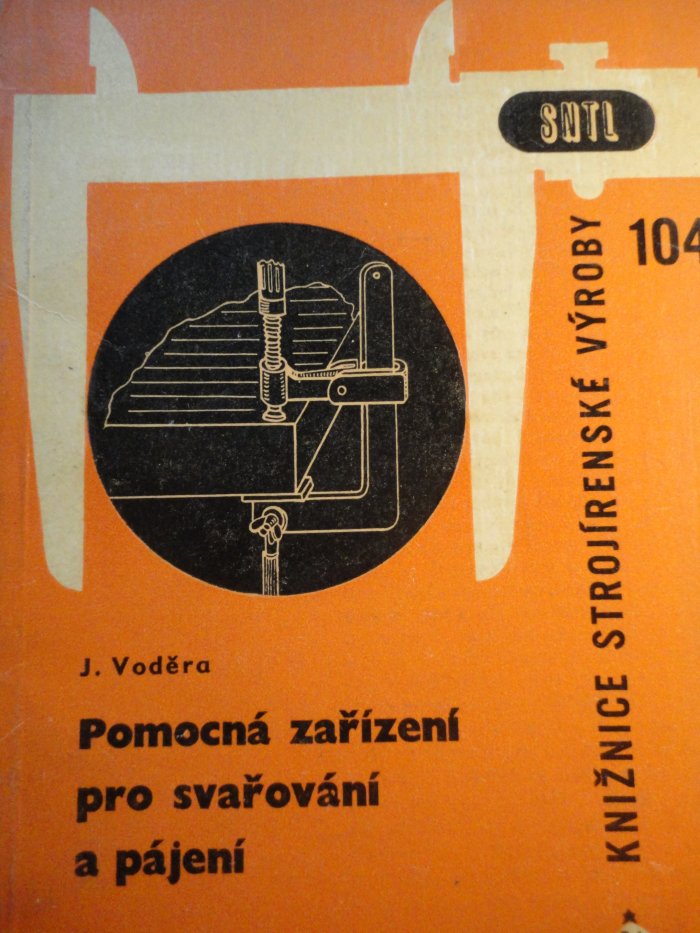 SNTL
104
KNIŽNICE STROJÍRENSKÉ VÝROBY
J. Voděra
Pomocná zařízení
pro svařování
a pájení